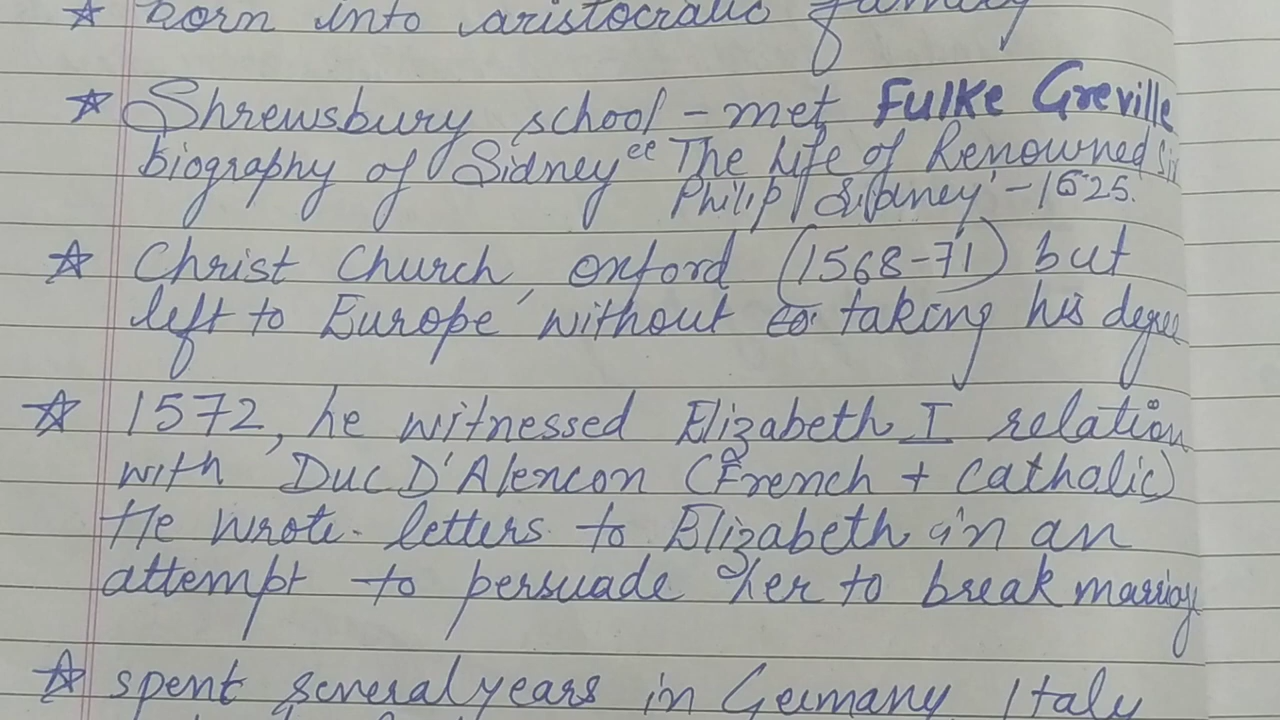 ☆ born into aristocratic family
☆ Shrewsbury school - met Fulke Greville
biography of Sidney "The Life of Renowned Sir
Philip Sidney' - 1625.
☆ Christ Church, oxford (1568-71) but
left to Europe without taking his degree
☆ 1572, he witnessed Elizabeth I relation
with Duc D'Alencon (French + Catholic)
He wrote letters to Elizabeth in an
attempt to persuade her to break marriage
☆ spent several years in Germany Italy